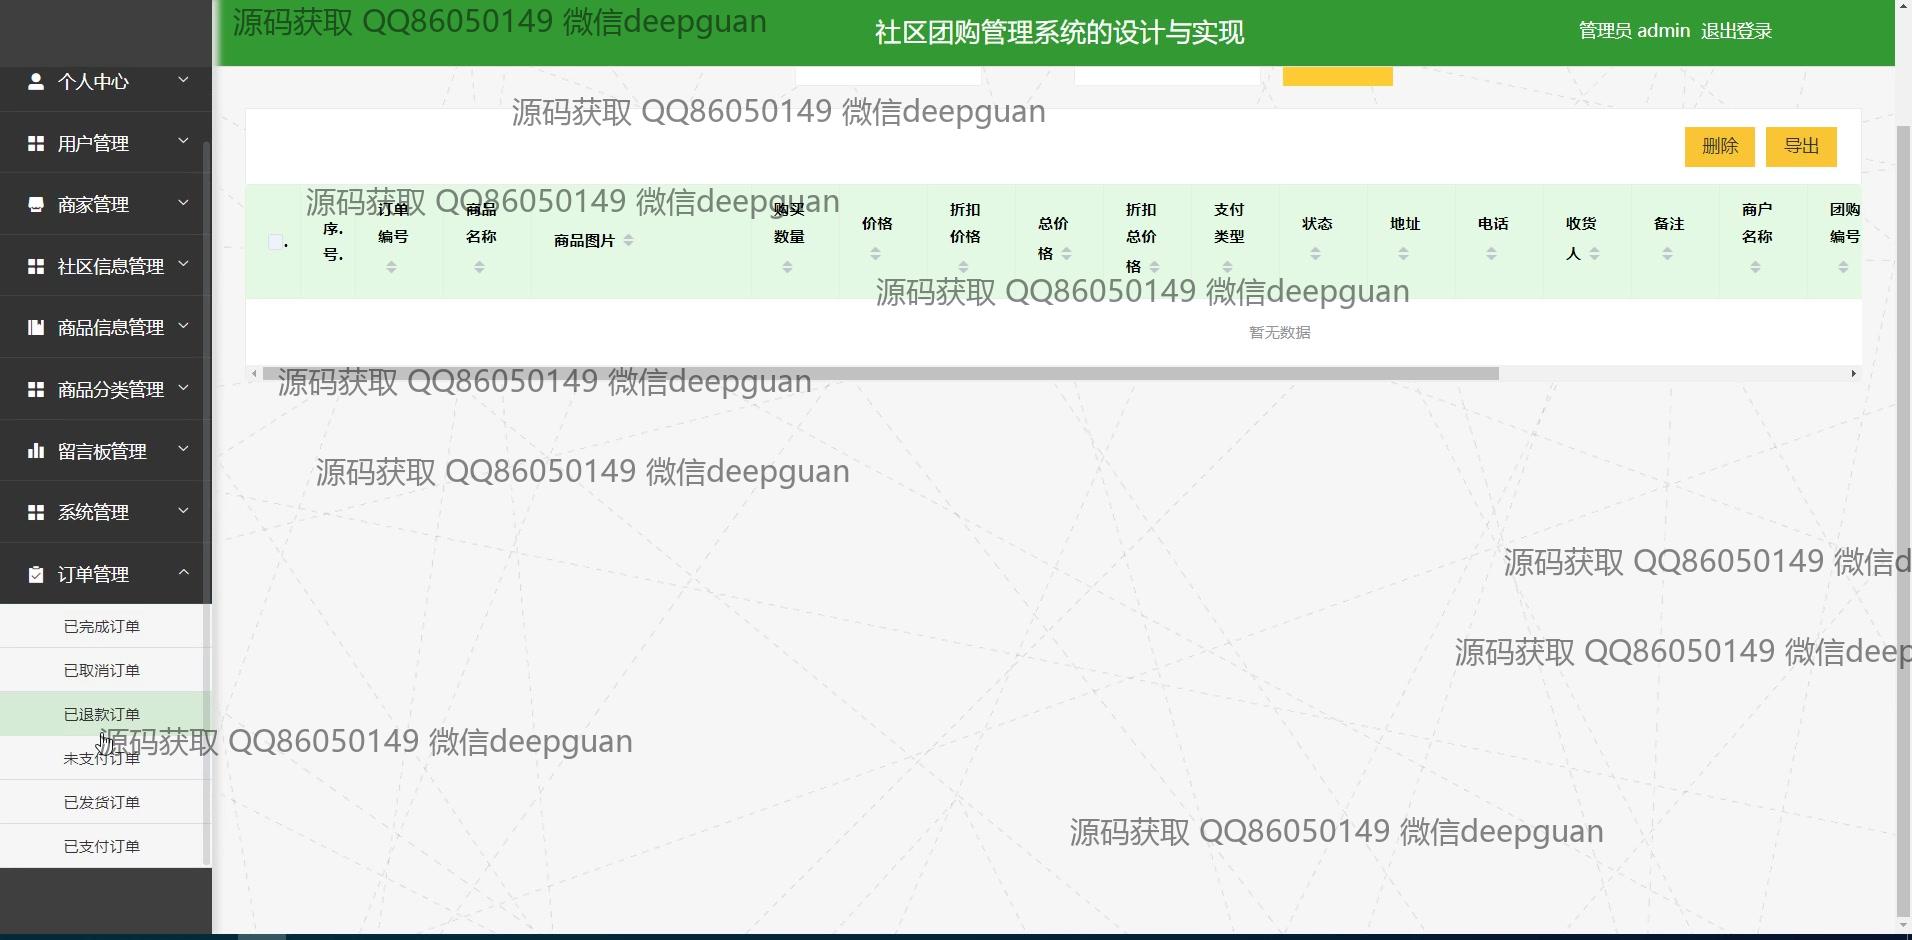 源码获取 QQ86050149 微信deepguan
社区团购管理系统的设计与实现
管理员 admin 退出登录
个人中心
用户管理
商家管理
社区信息管理
商品信息管理
商品分类管理
留言板管理
系统管理
订单管理
已完成订单
已取消订单
已退款订单
未支付订单
已发货订单
已支付订单
源码获取 QQ86050149 微信deepguan
删除
导出
源码获取 QQ86050149 微信deepguan
序.
号.
订单
编号
商品
名称
商品图片
购买
数量
价格
折扣
价格
总价
格
折扣
总价
格
支付
类型
状态
地址
电话
收货
人
备注
商户
名称
团购
编号
源码获取 QQ86050149 微信deepguan
暂无数据
源码获取 QQ86050149 微信deepguan
源码获取 QQ86050149 微信deepguan
源码获取 QQ86050149 微信d
源码获取 QQ86050149 微信deep
源码获取 QQ86050149 微信deepguan
源码获取 QQ86050149 微信deepguan